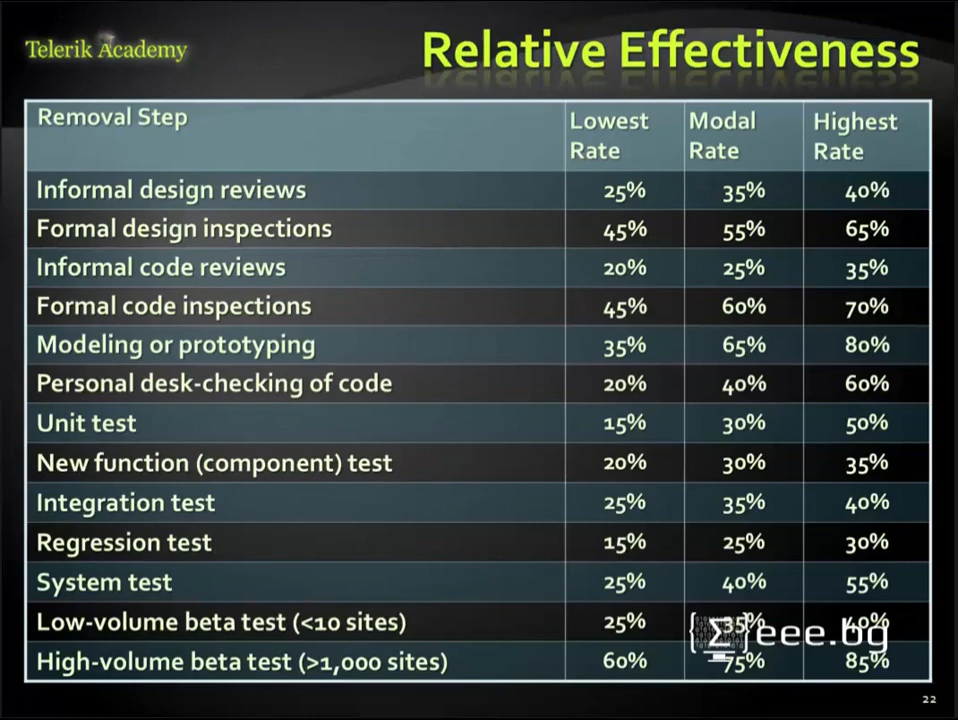 Telerik Academy
Relative Effectiveness
Removal Step Lowest Rate Modal Rate Highest Rate
Informal design reviews 25% 35% 40%
Formal design inspections 45% 55% 65%
Informal code reviews 20% 25% 35%
Formal code inspections 45% 60% 70%
Modeling or prototyping 35% 65% 80%
Personal desk-checking of code 20% 40% 60%
Unit test 15% 30% 50%
New function (component) test 20% 30% 35%
Integration test 25% 35% 40%
Regression test 15% 25% 30%
System test 25% 40% 55%
Low-volume beta test (<10 sites) 25% 35% 40%
{Σ}eee.bg
High-volume beta test (>1,000 sites) 60% 75% 85%
22